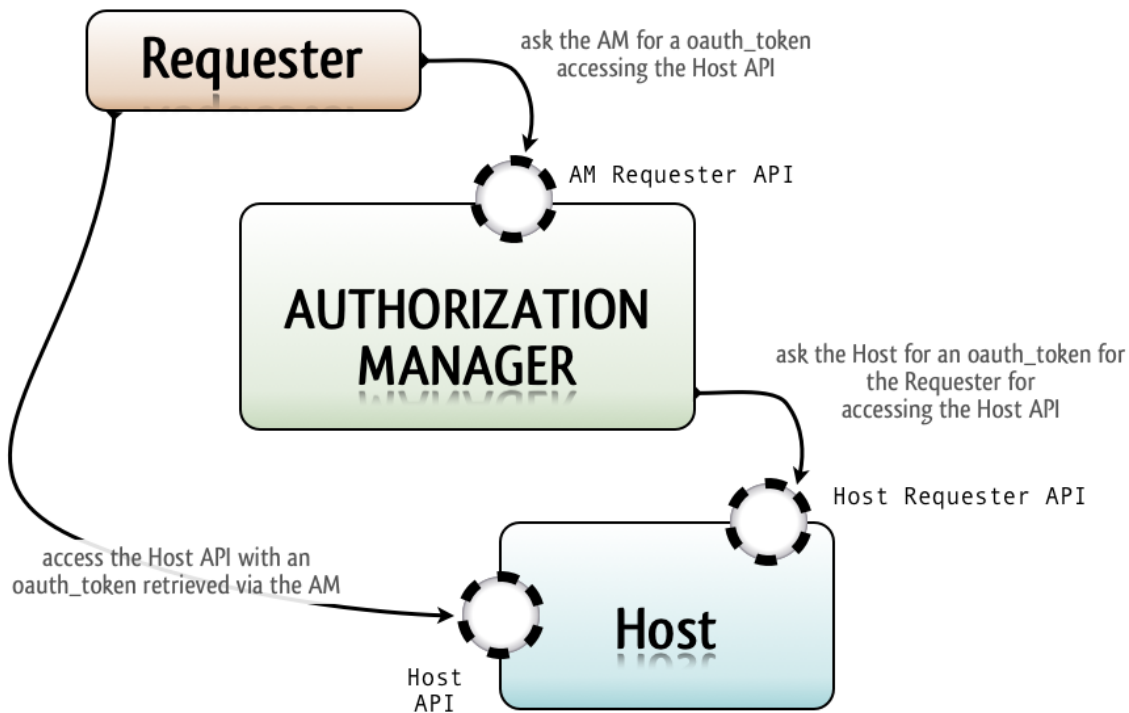 Requester
ask the AM for a oauth_token
accessing the Host API
AM Requester API
AUTHORIZATION
MANAGER
ask the Host for an oauth_token for
the Requester for
accessing the Host API
Host Requester API
access the Host API with an
oauth_token retrieved via the AM
Host
Host
API